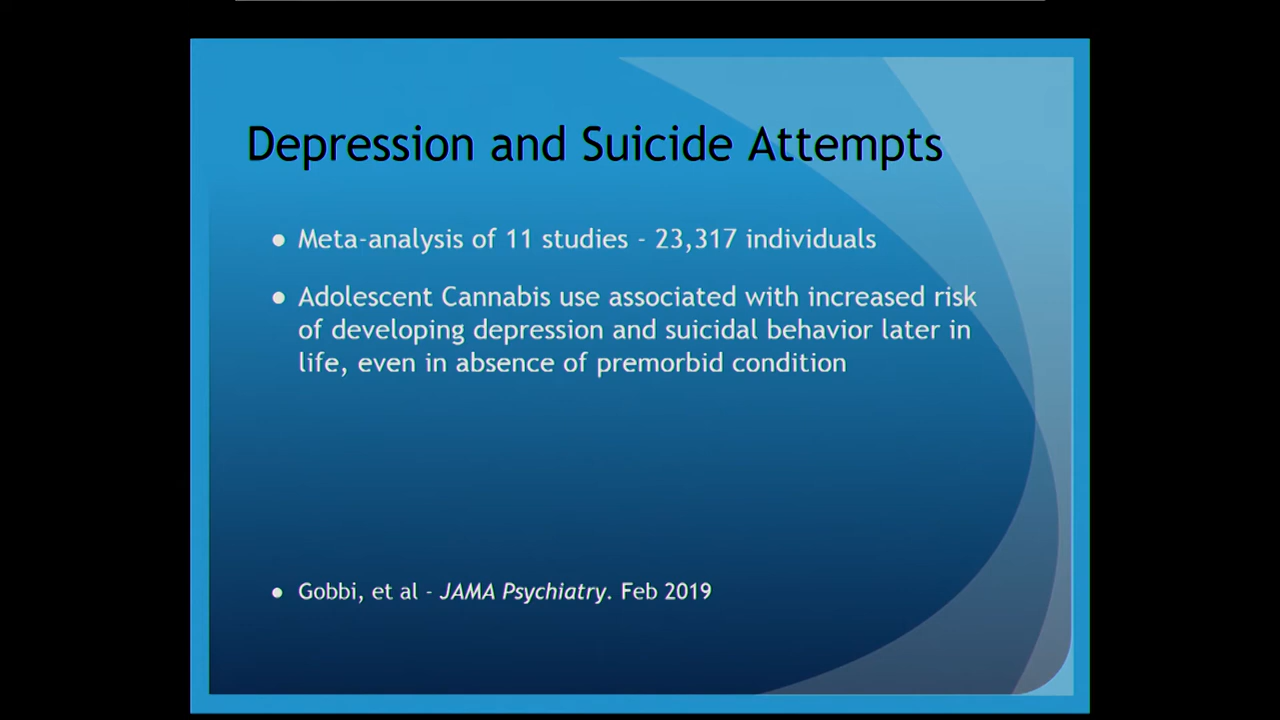 Depression and Suicide Attempts
● Meta-analysis of 11 studies - 23,317 individuals
● Adolescent Cannabis use associated with increased risk
of developing depression and suicidal behavior later in
life, even in absence of premorbid condition
● Gobbi, et al - JAMA Psychiatry. Feb 2019